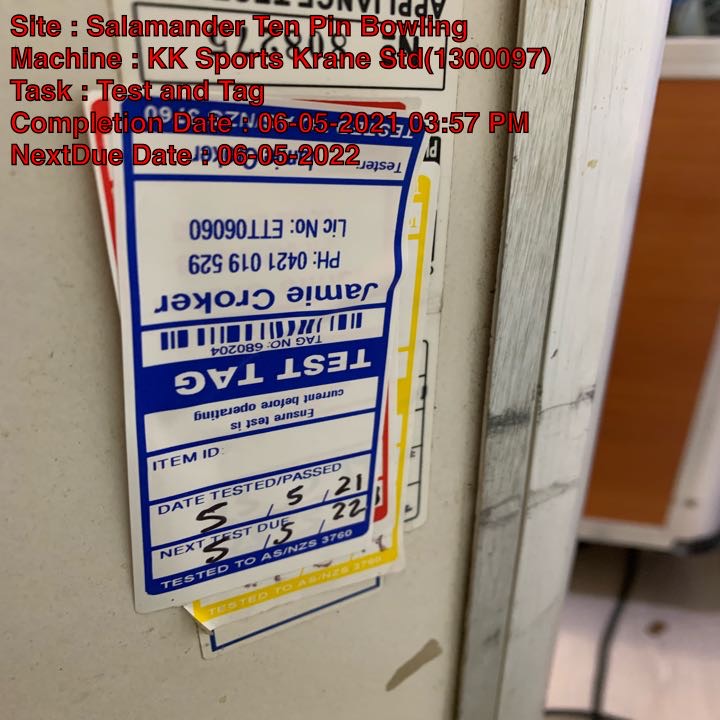 Site : Salamander Ten Pin Bowling
Machine : KK Sports Krane Std(1300097)
Task : Test and Tag
Completion Date : 06-05-2021 03:57 PM
NextDue Date : 06-05-2022
Tester:
Lic No: ETT06060
PH: 0421 019 529
Jamie Croker
TAG NO: 680204
TEST TAG
Ensure test is
current before operating
ITEM ID:
DATE TESTED/PASSED
5 / 5 / 21
NEXT TEST DUE
5 / 5 / 22
TESTED TO AS/NZS 3760
TESTED TO AS/NZS 3760